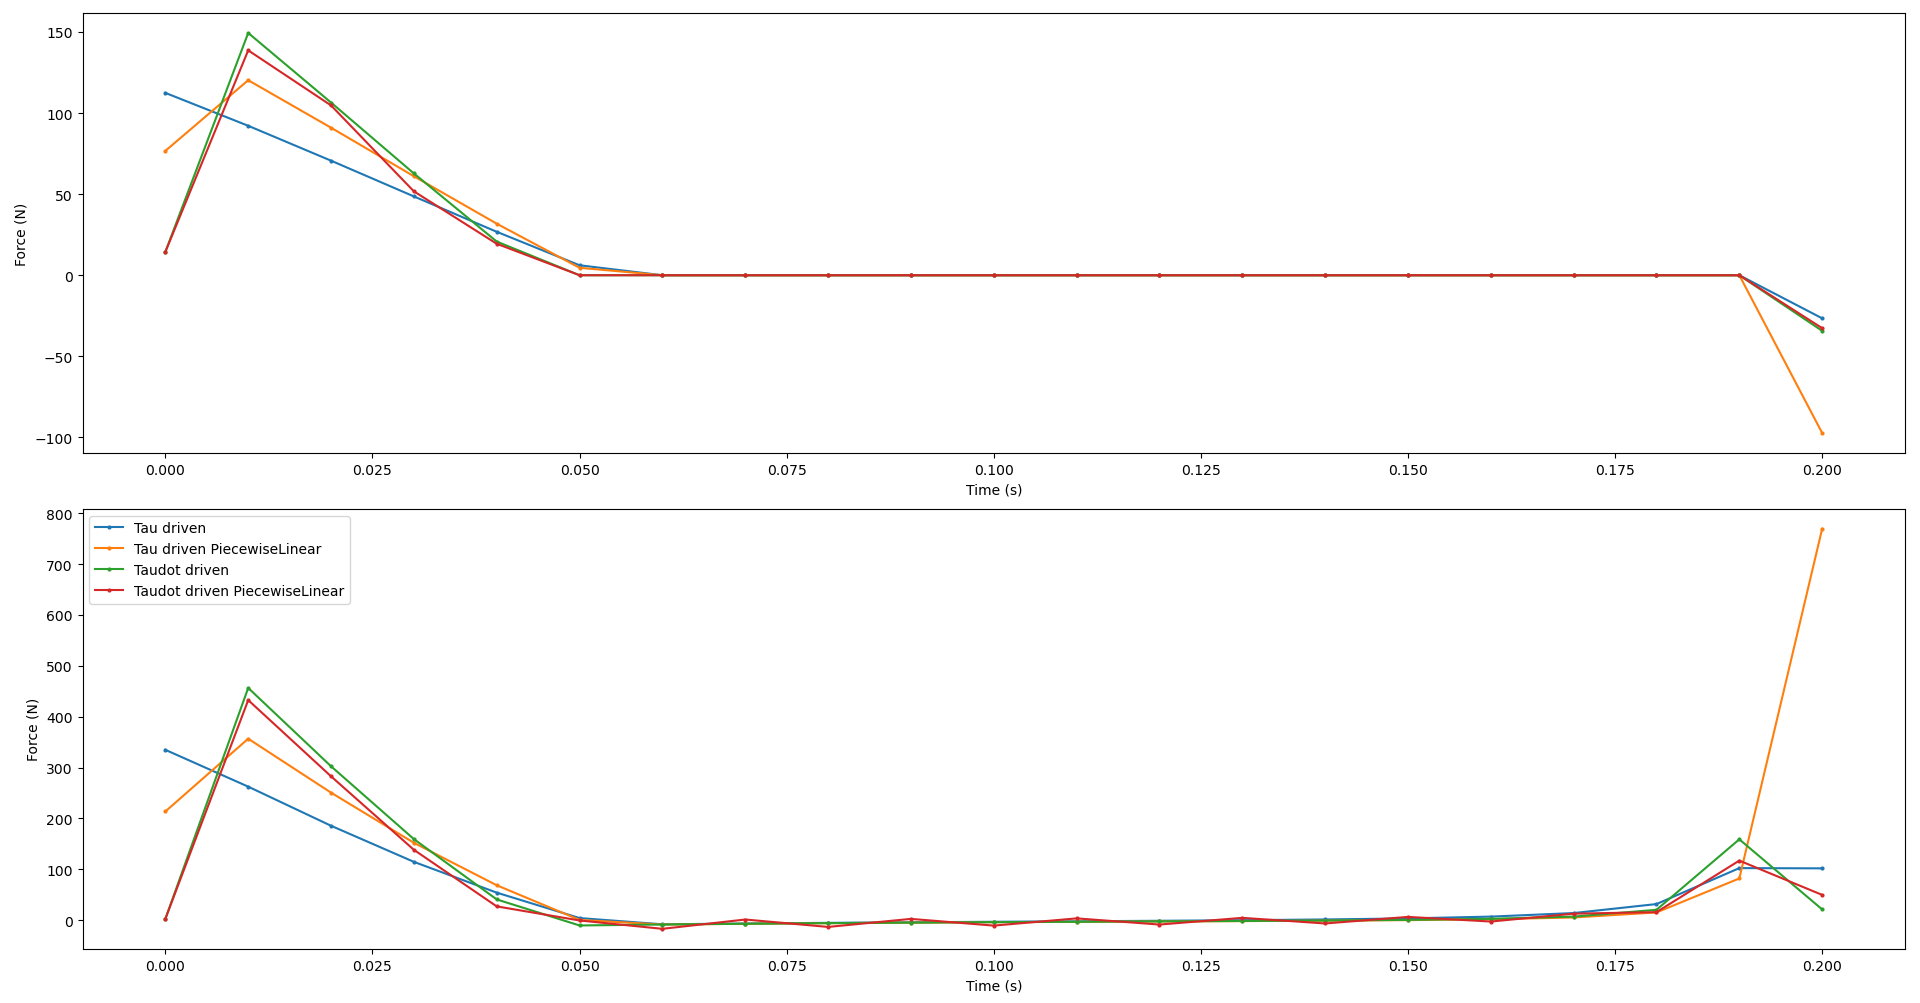 150
100
50
0
−50
−100
Force (N)
0.000 0.025 0.050 0.075 0.100 0.125 0.150 0.175 0.200
Time (s)
800
700
600
500
400
300
200
100
0
Force (N)
Tau driven
Tau driven PiecewiseLinear
Taudot driven
Taudot driven PiecewiseLinear
0.000 0.025 0.050 0.075 0.100 0.125 0.150 0.175 0.200
Time (s)